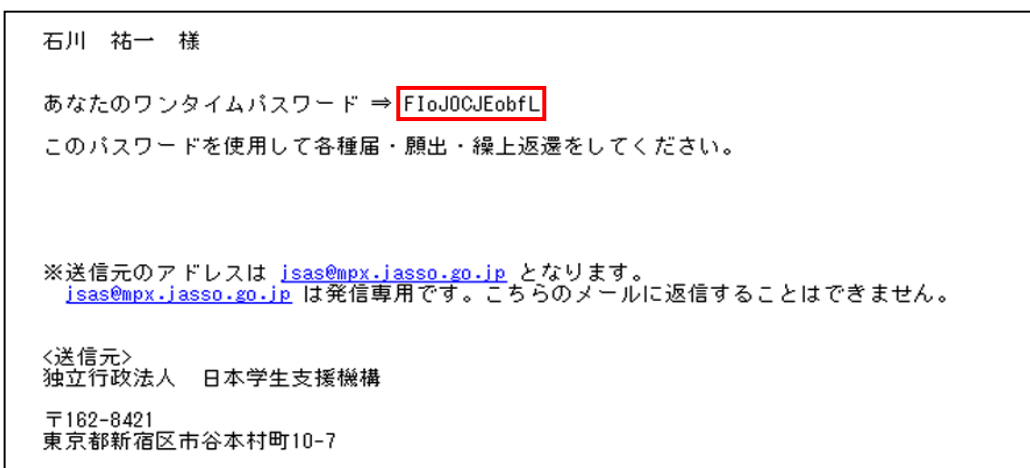 石川　祐一　様
あなたのワンタイムパスワード ⇒ FIoJOCJEobfL
このパスワードを使用して各種届・願出・繰上返還をしてください。
※送信元のアドレスは jsas@mpx.jasso.go.jp となります。
jsas@mpx.jasso.go.jp は発信専用です。こちらのメールに返信することはできません。
<送信元>
独立行政法人　日本学生支援機構
〒162-8421
東京都新宿区市谷本村町10-7